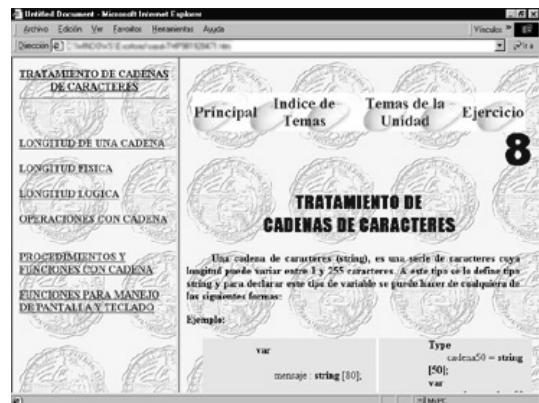 Untitled Document - Microsoft Internet Explorer
Archivo Edición Ver Favoritos Herramientas Ayuda
Vínculos »
Dirección
Ir a
TRATAMIENTO DE CADENAS
DE CARACTERES
LONGITUD DE UNA CADENA
LONGITUD FISICA
LONGITUD LOGICA
OPERACIONES CON CADENA
PROCEDIMIENTOS Y
FUNCIONES CON CADENA
FUNCIONES PARA MANEJO
DE PANTALLA Y TECLADO
Principal
Indice de
Temas
Temas de la
Unidad
Ejercicio
8
TRATAMIENTO DE
CADENAS DE CARACTERES
Una cadena de caracteres (string), es una serie de caracteres cuya
longitud puede variar entre 1 y 255 caracteres. A este tipo se lo define tipo
string y para declarar este tipo de variable se puede hacer de cualquiera de
las siguientes formas:
Ejemplo:
var
mensaje : string [80];
Type
cadena50 = string
[50];
var
Mi PC